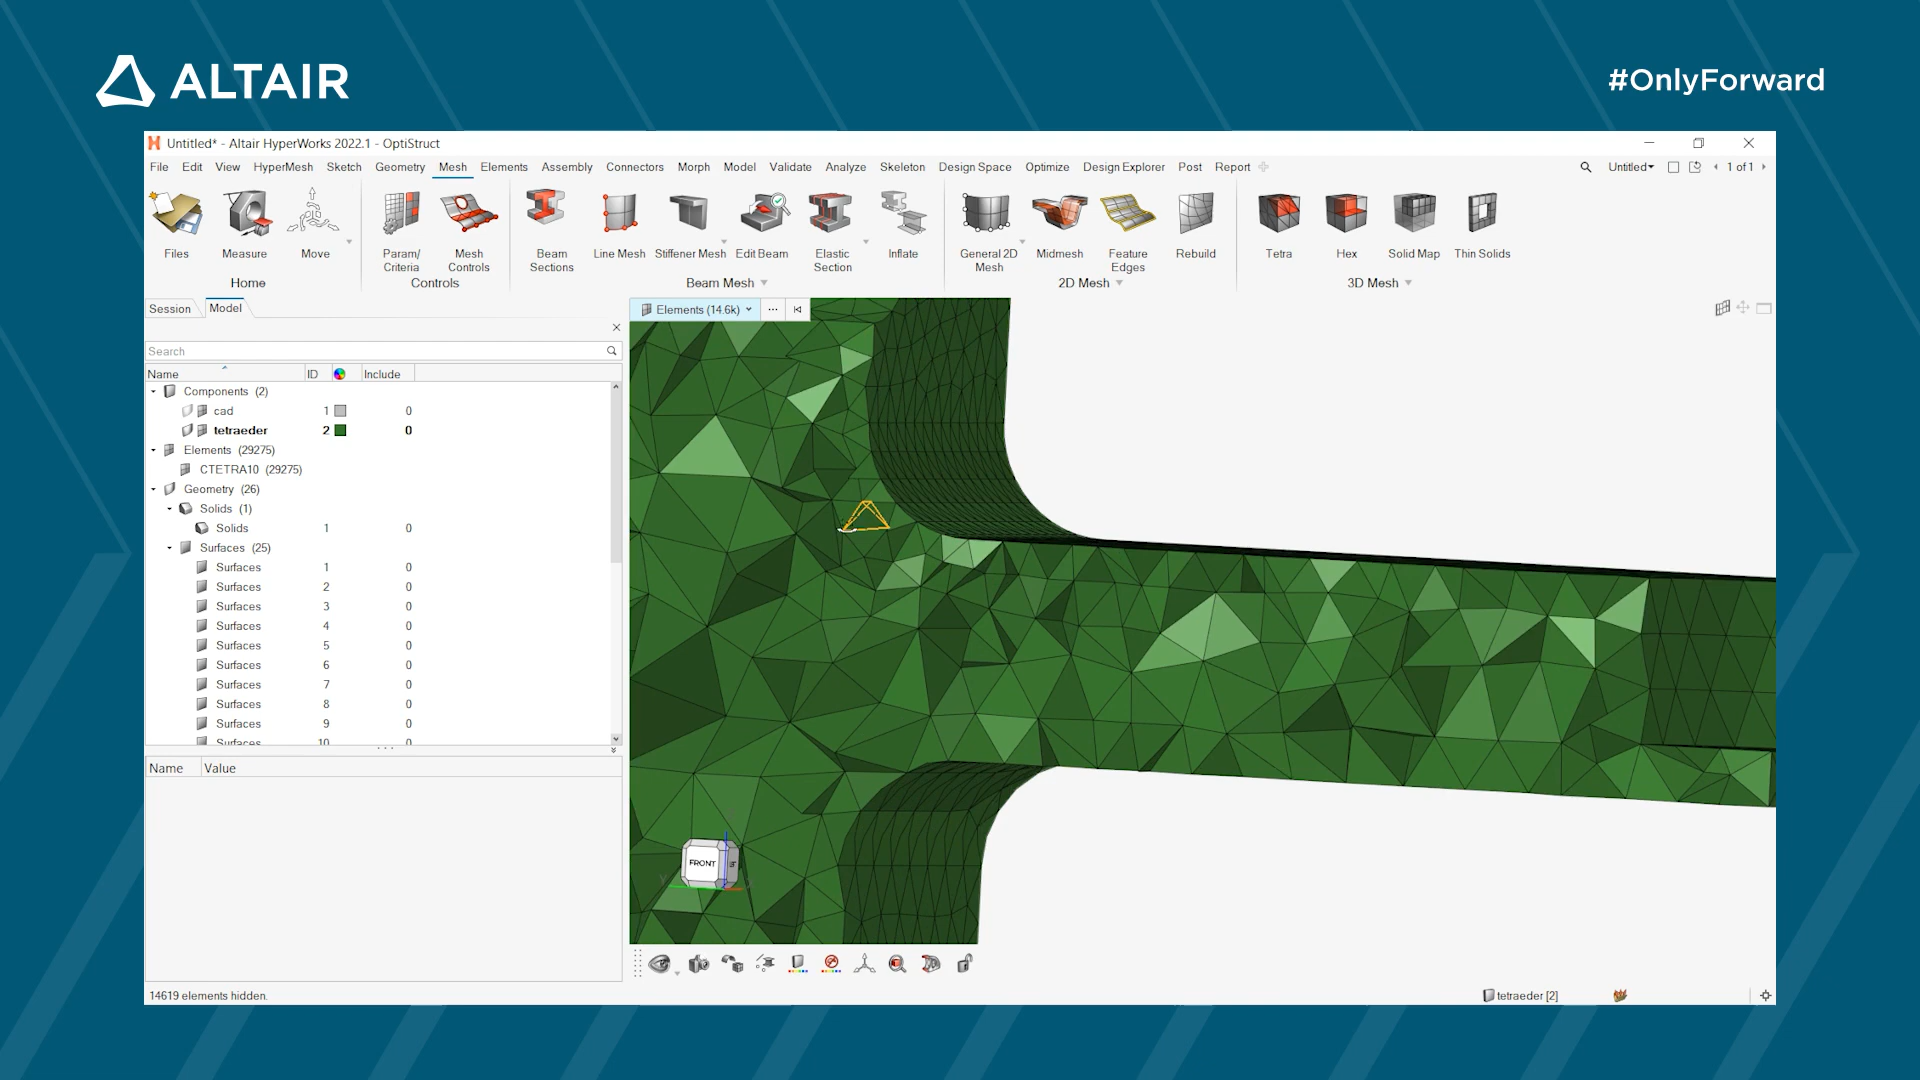 ALTAIR
#OnlyForward
Untitled* - Altair HyperWorks 2022.1 - OptiStruct
File Edit View HyperMesh Sketch Geometry Mesh Elements Assembly Connectors Morph Model Validate Analyze Skeleton Design Space Optimize Design Explorer Post Report Untitled 1 of 1
Files Measure Move Param/ Criteria Mesh Controls Beam Sections Line Mesh Stiffener Mesh Edit Beam Elastic Section Inflate General 2D Mesh Midmesh Feature Edges Rebuild Tetra Hex Solid Map Thin Solids
Home Controls Beam Mesh 2D Mesh 3D Mesh
Session Model
Elements (14.6k) ...
Search
Name ID Include
Components (2)
cad 1 0
tetraeder 2 0
Elements (29275)
CTETRA10 (29275)
Geometry (26)
Solids (1)
Solids 1 0
Surfaces (25)
Surfaces 1 0
Surfaces 2 0
Surfaces 3 0
Surfaces 4 0
Surfaces 5 0
Surfaces 6 0
Surfaces 7 0
Surfaces 8 0
Surfaces 9 0
Surfaces 10 0
Name Value
FRONT
14619 elements hidden.
tetraeder [2]